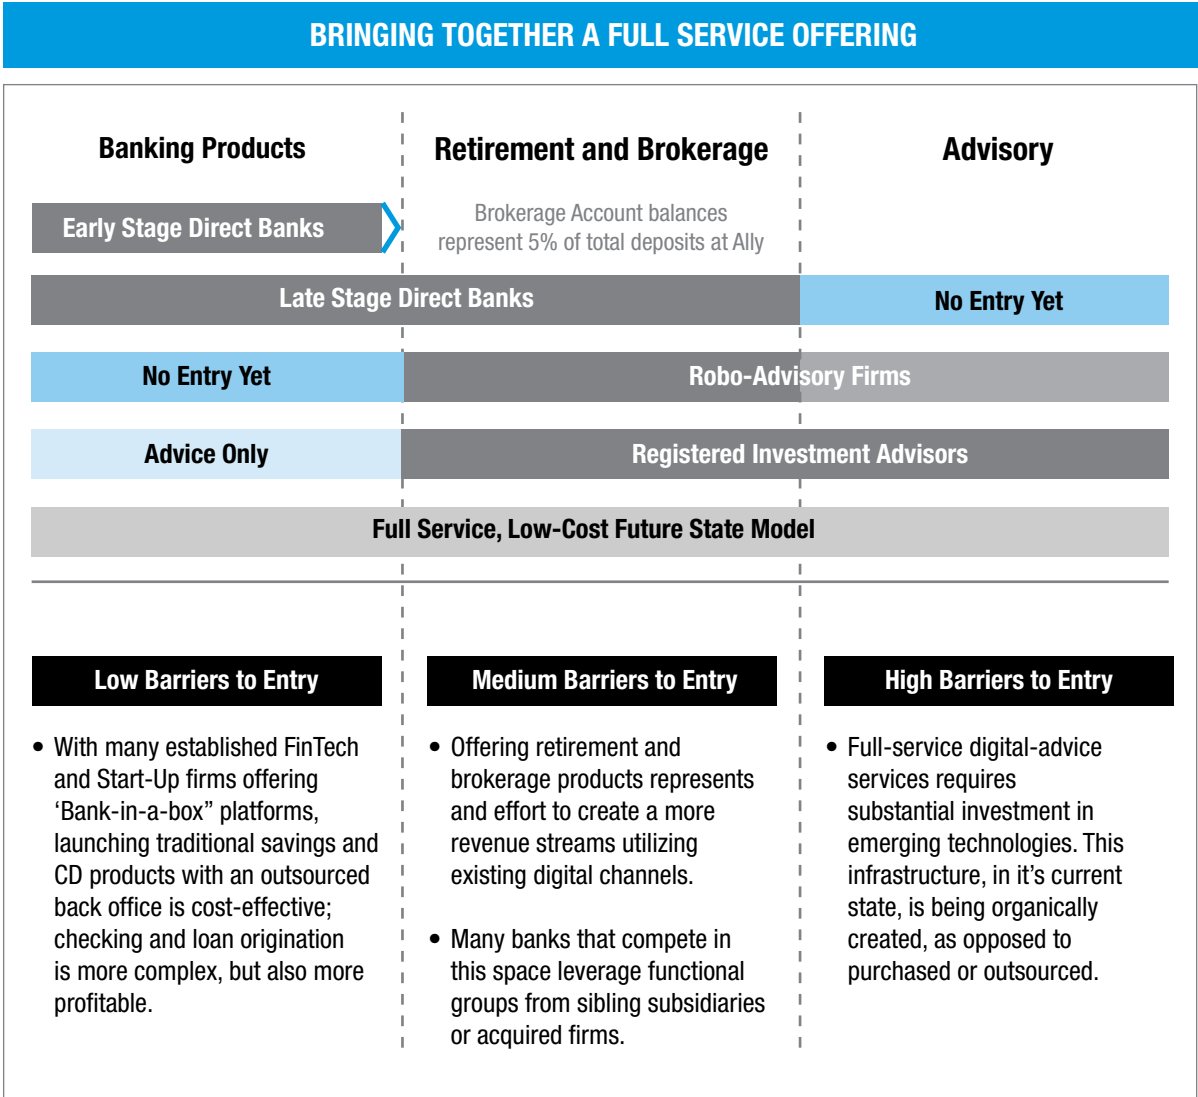 BRINGING TOGETHER A FULL SERVICE OFFERING
Banking Products
Retirement and Brokerage
Advisory
Early Stage Direct Banks
Brokerage Account balances
represent 5% of total deposits at Ally
Late Stage Direct Banks
No Entry Yet
No Entry Yet
Robo-Advisory Firms
Advice Only
Registered Investment Advisors
Full Service, Low-Cost Future State Model
Low Barriers to Entry
• With many established FinTech
and Start-Up firms offering
‘Bank-in-a-box” platforms,
launching traditional savings and
CD products with an outsourced
back office is cost-effective;
checking and loan origination
is more complex, but also more
profitable.
Medium Barriers to Entry
• Offering retirement and
brokerage products represents
and effort to create a more
revenue streams utilizing
existing digital channels.
• Many banks that compete in
this space leverage functional
groups from sibling subsidiaries
or acquired firms.
High Barriers to Entry
• Full-service digital-advice
services requires
substantial investment in
emerging technologies. This
infrastructure, in it’s current
state, is being organically
created, as opposed to
purchased or outsourced.